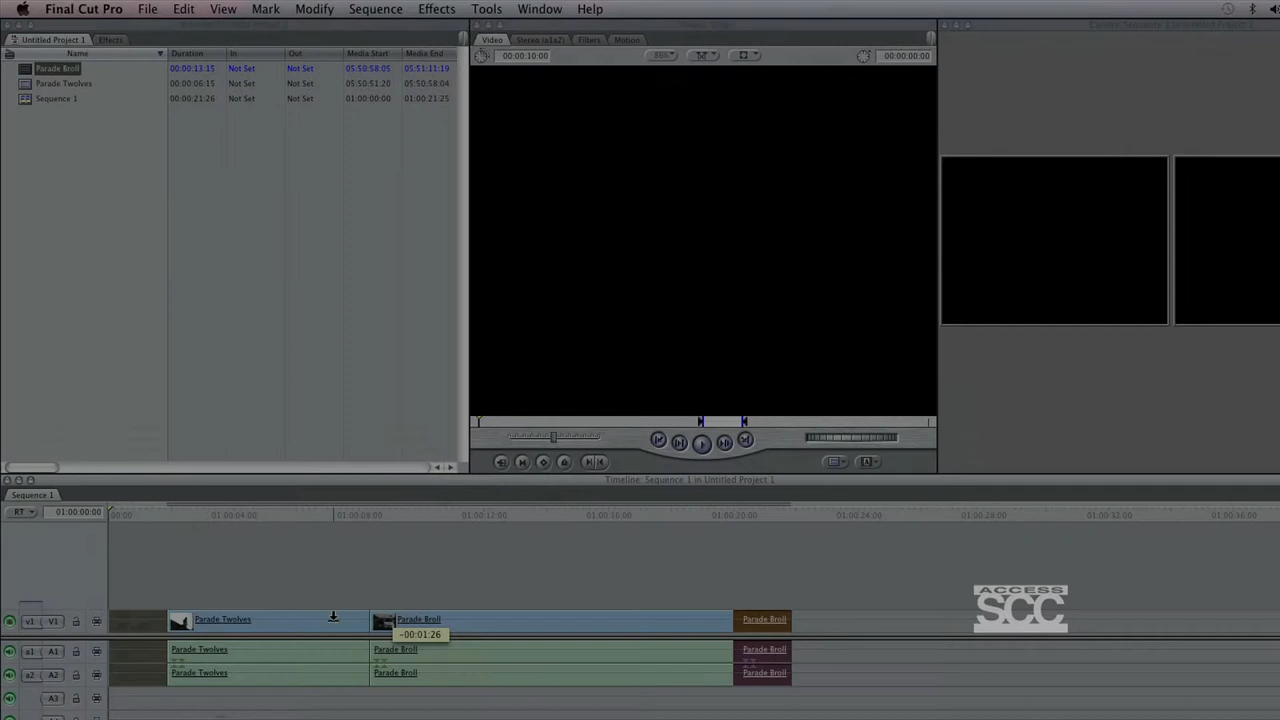 Final Cut Pro File Edit View Mark Modify Sequence Effects Tools Window Help
Untitled Project 1 Effects
Name Duration In Out Media Start Media End
Parade Broll 00:00:13:15 Not Set Not Set 05:50:58:05 05:51:11:19
Parade Twolves 00:00:06:15 Not Set Not Set 05:50:51:20 05:50:58:04
Sequence 1 00:00:21:26 Not Set Not Set 01:00:00:00 01:00:21:25
Video Stereo (a1a2) Filters Motion
00:00:10:00 86% 00:00:00:00
Timeline: Sequence 1 in Untitled Project 1
Sequence 1
RT 01:00:00:00 00:00 01:00:04:00 01:00:08:00 01:00:12:00 01:00:16:00 01:00:20:00 01:00:24:00 01:00:28:00 01:00:32:00 01:00:36:00
ACCESS
SCC
v1 V1 Parade Twolves Parade Broll Parade Broll
-00:01:26
a1 A1 Parade Twolves Parade Broll Parade Broll
a2 A2 Parade Twolves Parade Broll Parade Broll
A3